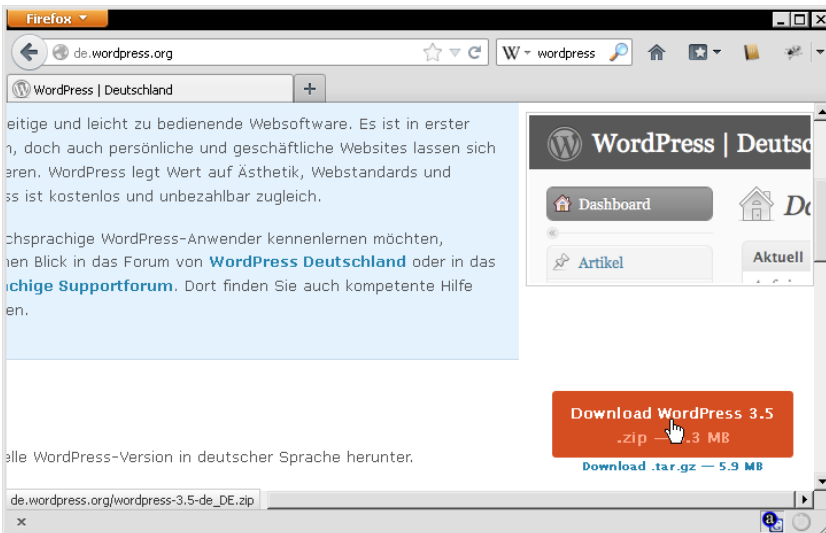 Firefox
de.wordpress.org
W
wordpress
WordPress | Deutschland
eitige und leicht zu bedienende Websoftware. Es ist in erster
, doch auch persönliche und geschäftliche Websites lassen sich
eren. WordPress legt Wert auf Ästhetik, Webstandards und
ss ist kostenlos und unbezahlbar zugleich.
chsprachige WordPress-Anwender kennenlernen möchten,
nen Blick in das Forum von WordPress Deutschland oder in das
achige Supportforum. Dort finden Sie auch kompetente Hilfe
en.
WordPress | Deutsc
Dashboard
Artikel
Aktuell
Download WordPress 3.5
.zip — .3 MB
Download .tar.gz — 5.9 MB
elle WordPress-Version in deutscher Sprache herunter.
de.wordpress.org/wordpress-3.5-de_DE.zip